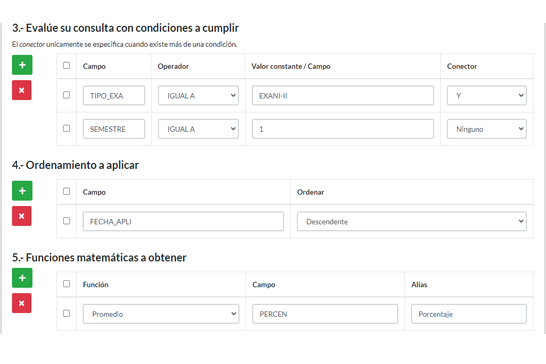 3.- Evalúe su consulta con condiciones a cumplir
El conector unicamente se especifica cuando existe más de una condición.
+
×
Campo Operador Valor constante / Campo Conector
TIPO_EXA IGUAL A EXANI-II Y
SEMESTRE IGUAL A 1 Ninguno
4.- Ordenamiento a aplicar
+
×
Campo Ordenar
FECHA_APLI Descendente
5.- Funciones matemáticas a obtener
+
×
Función Campo Alias
Promedio PERCEN Porcentaje